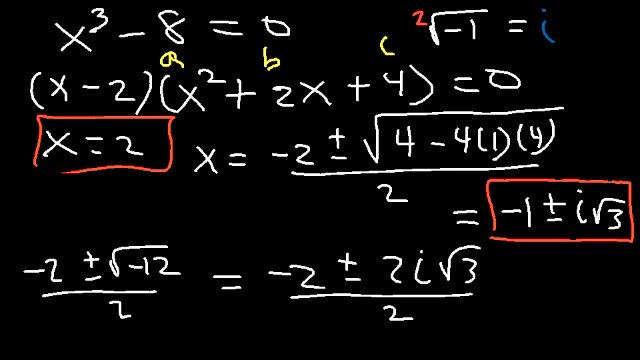 x³ - 8 = 0    ²√-1 = i
a    b    c
(x - 2)(x² + 2x + 4) = 0
x = 2    x = (-2 ± √(4 - 4(1)(4)))/2
= -1 ± i√3
(-2 ± √-12)/2 = (-2 ± 2i√3)/2